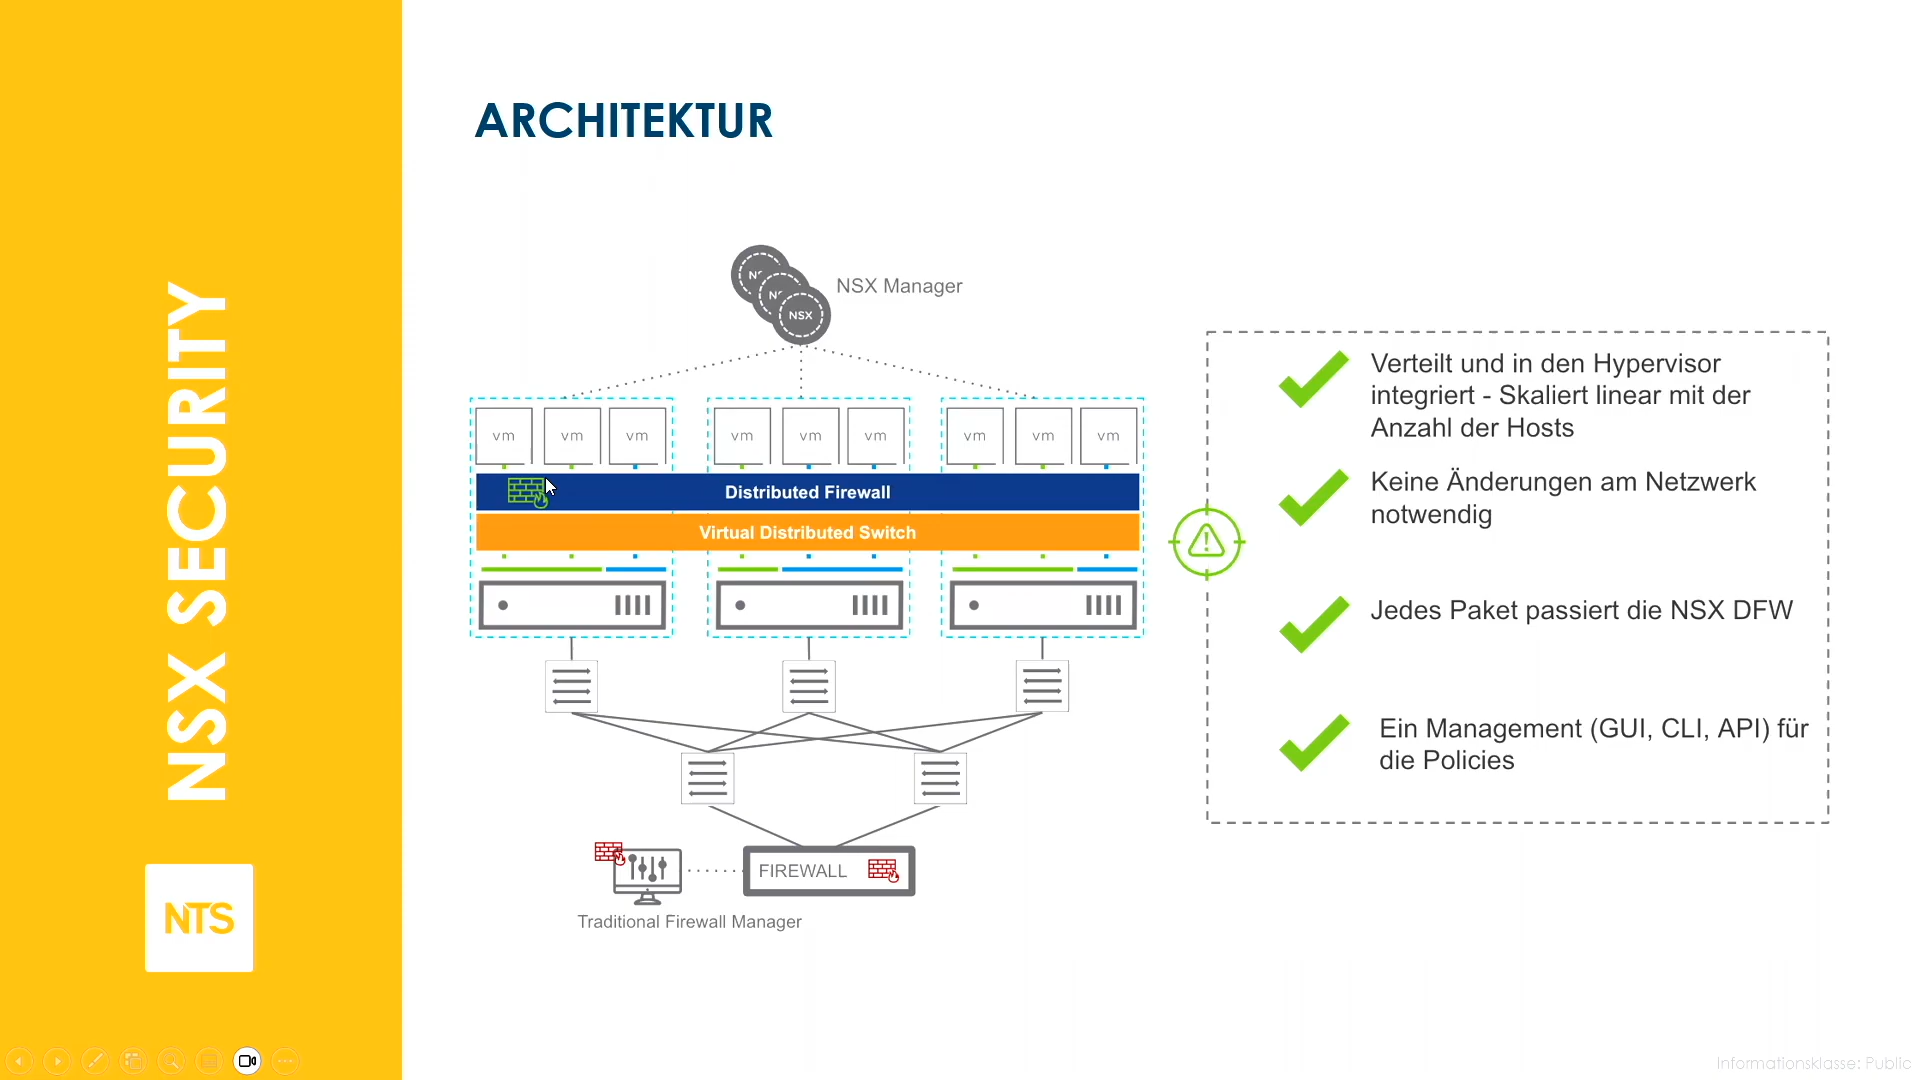 NSX SECURITY
NTS
ARCHITEKTUR
NSX
NSX Manager
vm vm vm vm vm vm vm vm vm
Distributed Firewall
Virtual Distributed Switch
FIREWALL
Traditional Firewall Manager
Verteilt und in den Hypervisor
integriert - Skaliert linear mit der
Anzahl der Hosts
Keine Änderungen am Netzwerk
notwendig
Jedes Paket passiert die NSX DFW
Ein Management (GUI, CLI, API) für
die Policies
Informationsklasse: Public